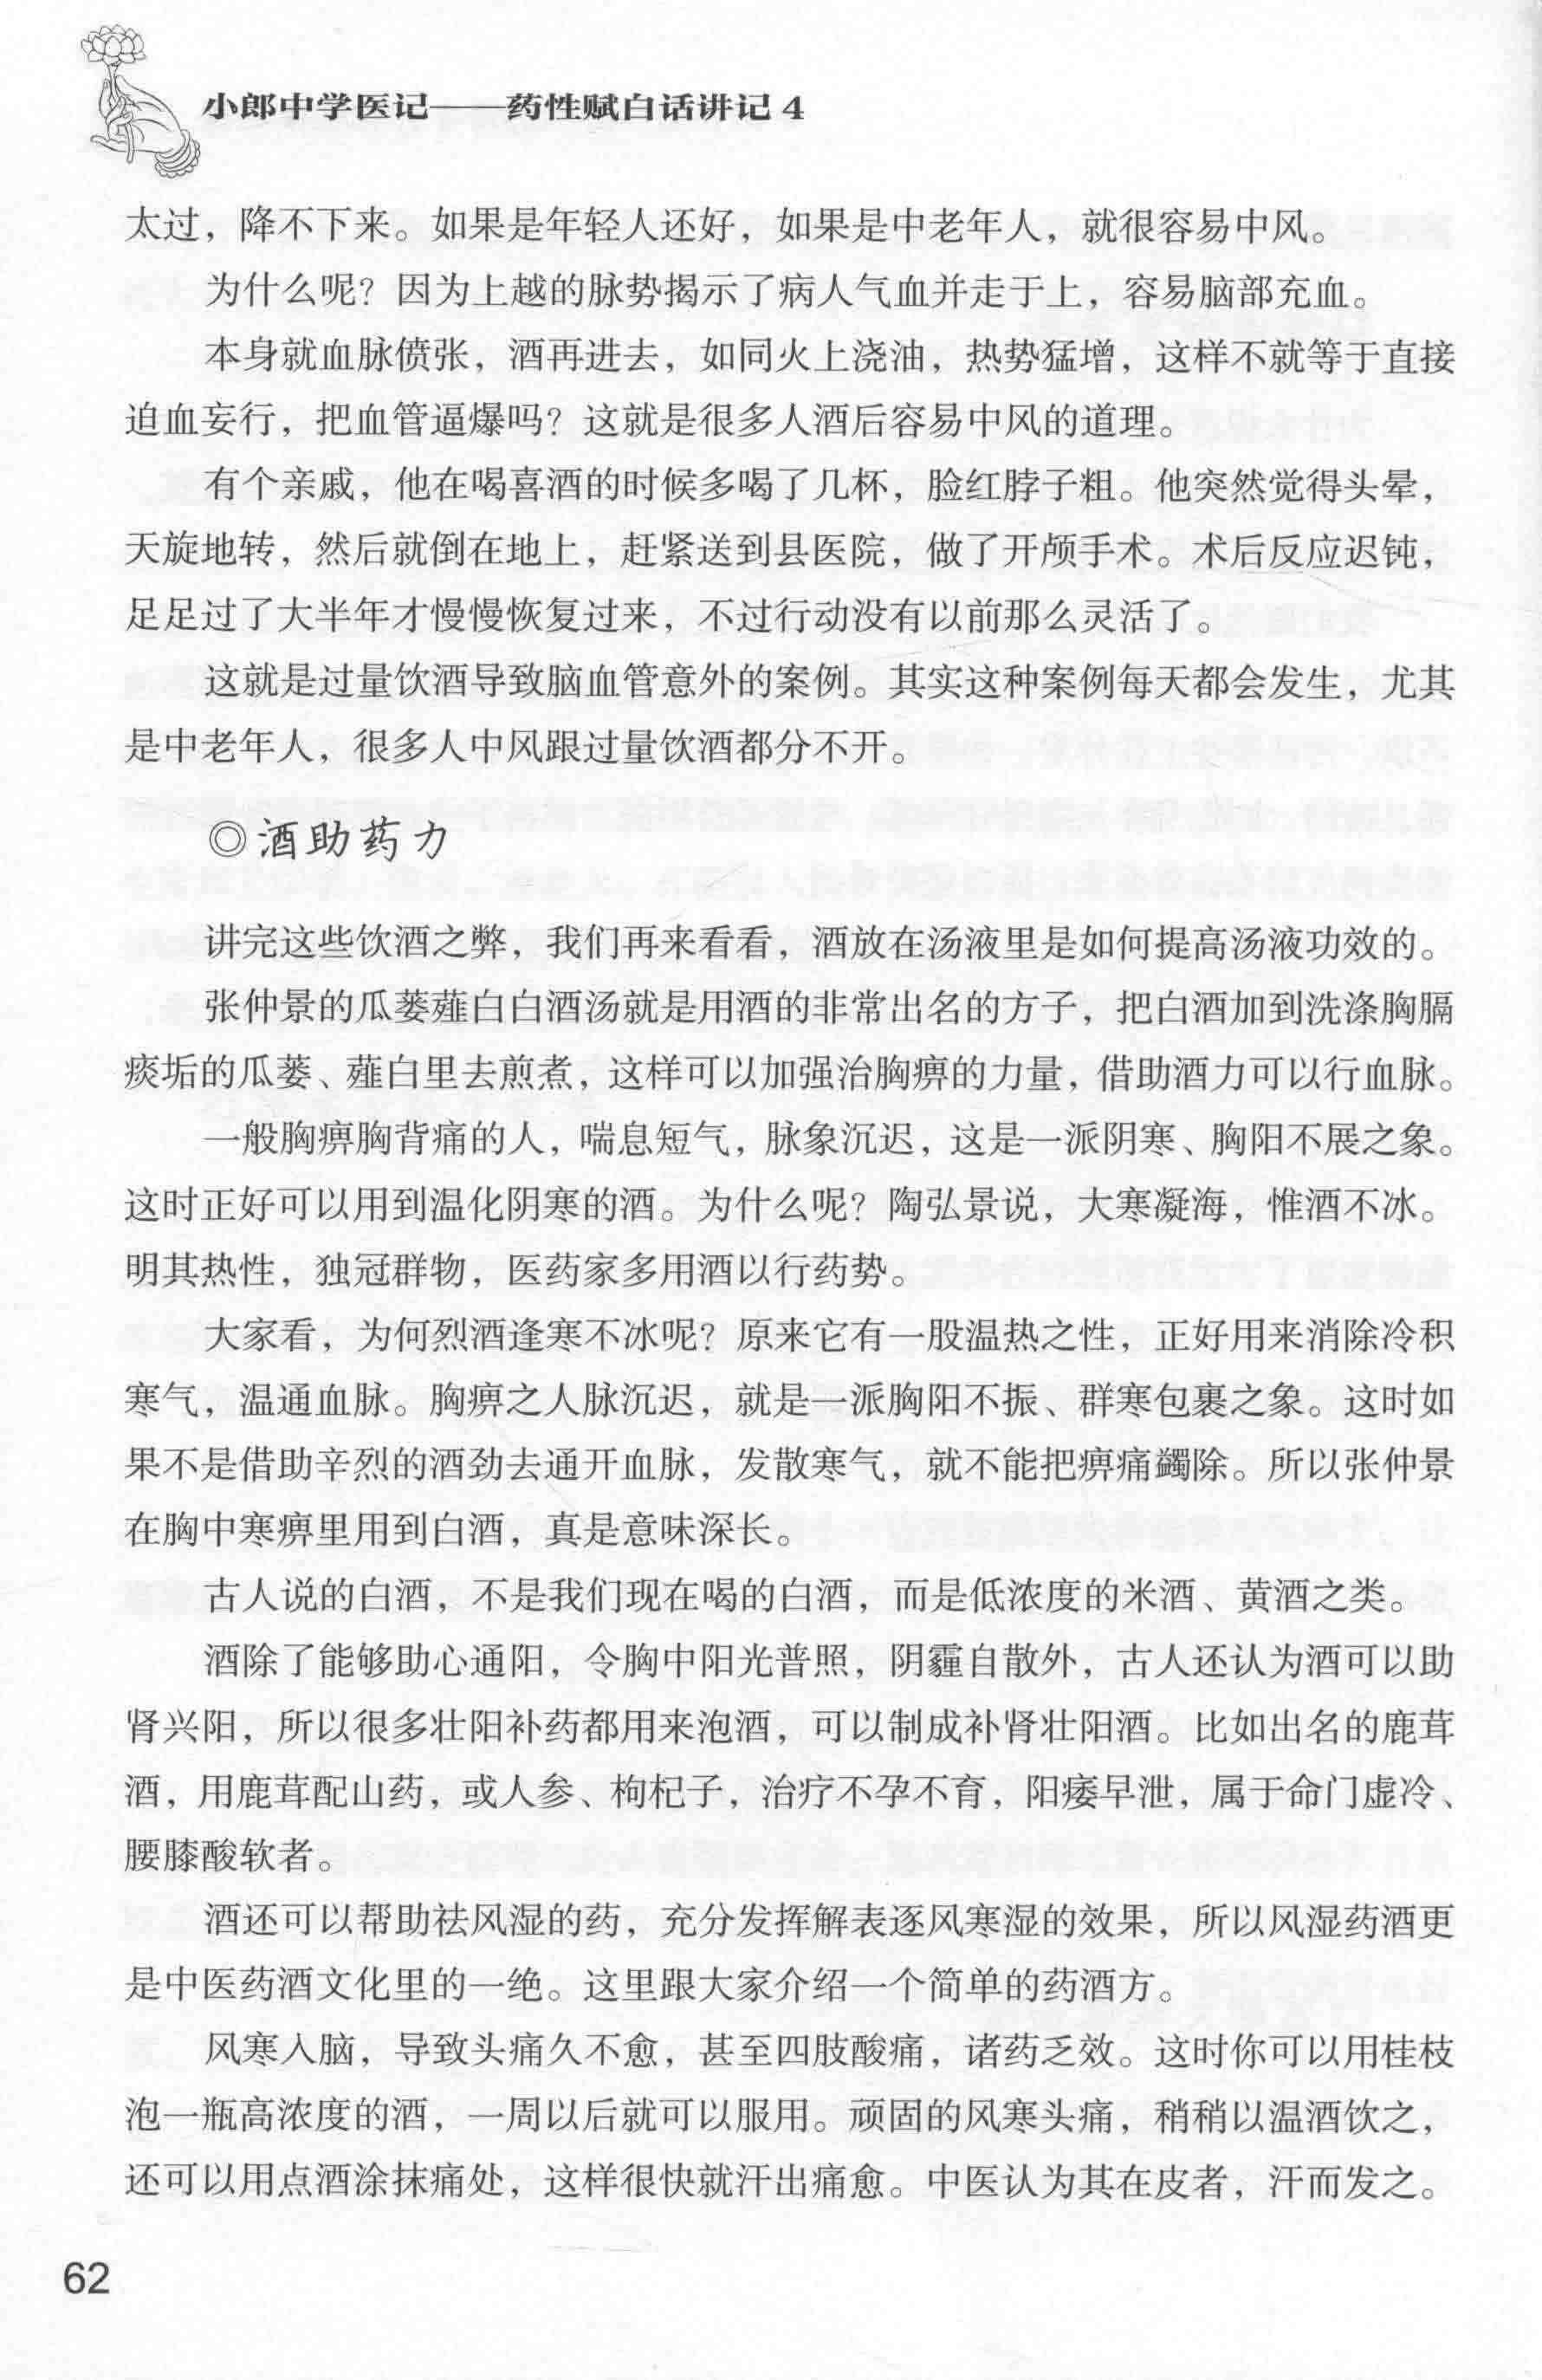 小郎中学医记——药性赋白话讲记 4
太过，降不下来。如果是年轻人还好，如果是中老年人，就很容易中风。
为什么呢？因为上越的脉势揭示了病人气血并走于上，容易脑部充血。
本身就血脉偾张，酒再进去，如同火上浇油，热势猛增，这样不就等于直接
迫血妄行，把血管逼爆吗？这就是很多人酒后容易中风的道理。
有个亲戚，他在喝喜酒的时候多喝了几杯，脸红脖子粗。他突然觉得头晕，
天旋地转，然后就倒在地上，赶紧送到县医院，做了开颅手术。术后反应迟钝，
足足过了大半年才慢慢恢复过来，不过行动没有以前那么灵活了。
这就是过量饮酒导致脑血管意外的案例。其实这种案例每天都会发生，尤其
是中老年人，很多人中风跟过量饮酒都分不开。
◎酒助药力
讲完这些饮酒之弊，我们再来看看，酒放在汤液里是如何提高汤液功效的。
张仲景的瓜蒌薤白白酒汤就是用酒的非常出名的方子，把白酒加到洗涤胸膈
痰垢的瓜蒌、薤白里去煎煮，这样可以加强治胸痹的力量，借助酒力可以行血脉。
一般胸痹胸背痛的人，喘息短气，脉象沉迟，这是一派阴寒、胸阳不展之象。
这时正好可以用到温化阴寒的酒。为什么呢？陶弘景说，大寒凝海，惟酒不冰。
明其热性，独冠群物，医药家多用酒以行药势。
大家看，为何烈酒逢寒不冰呢？原来它有一股温热之性，正好用来消除冷积
寒气，温通血脉。胸痹之人脉沉迟，就是一派胸阳不振、群寒包裹之象。这时如
果不是借助辛烈的酒劲去通开血脉，发散寒气，就不能把痹痛蠲除。所以张仲景
在胸中寒痹里用到白酒，真是意味深长。
古人说的白酒，不是我们现在喝的白酒，而是低浓度的米酒、黄酒之类。
酒除了能够助心通阳，令胸中阳光普照，阴霾自散外，古人还认为酒可以助
肾兴阳，所以很多壮阳补药都用来泡酒，可以制成补肾壮阳酒。比如出名的鹿茸
酒，用鹿茸配山药，或人参、枸杞子，治疗不孕不育，阳痿早泄，属于命门虚冷、
腰膝酸软者。
酒还可以帮助祛风湿的药，充分发挥解表逐风寒湿的效果，所以风湿药酒更
是中医药酒文化里的一绝。这里跟大家介绍一个简单的药酒方。
风寒入脑，导致头痛久不愈，甚至四肢酸痛，诸药乏效。这时你可以用桂枝
泡一瓶高浓度的酒，一周以后就可以服用。顽固的风寒头痛，稍稍以温酒饮之，
还可以用点酒涂抹痛处，这样很快就汗出痛愈。中医认为其在皮者，汗而发之。
62